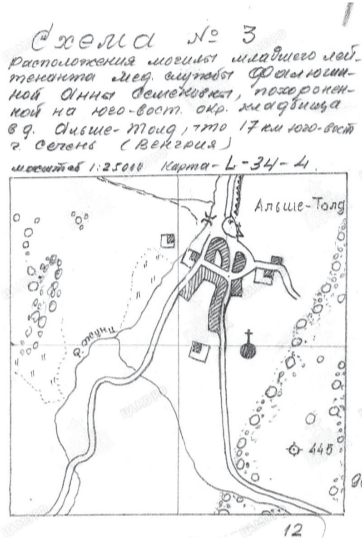 1
Схема № 3
расположения могилы младшего лей-
тенанта мед. службы Фалюшин-
ной Анны Семеновны, похоронен-
ной на юго-вост. окр. кладбища
в д. Альше-Толд, что 17 км юго-вост
г. Сечень (Венгрия)
масштаб 1:25000 Карта - L-34-4
Альше-Толд
445
12